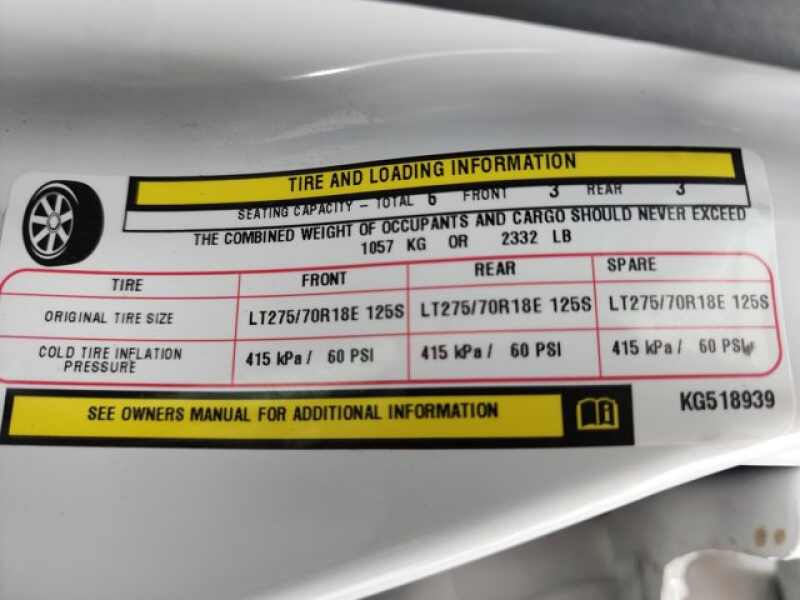 TIRE AND LOADING INFORMATION
SEATING CAPACITY – TOTAL 6 FRONT 3 REAR 3
THE COMBINED WEIGHT OF OCCUPANTS AND CARGO SHOULD NEVER EXCEED
1057 KG OR 2332 LB
TIRE FRONT REAR SPARE
ORIGINAL TIRE SIZE LT275/70R18E 125S LT275/70R18E 125S LT275/70R18E 125S
COLD TIRE INFLATION PRESSURE 415 kPa / 60 PSI 415 kPa / 60 PSI 415 kPa / 60 PSI
SEE OWNERS MANUAL FOR ADDITIONAL INFORMATION
KG518939